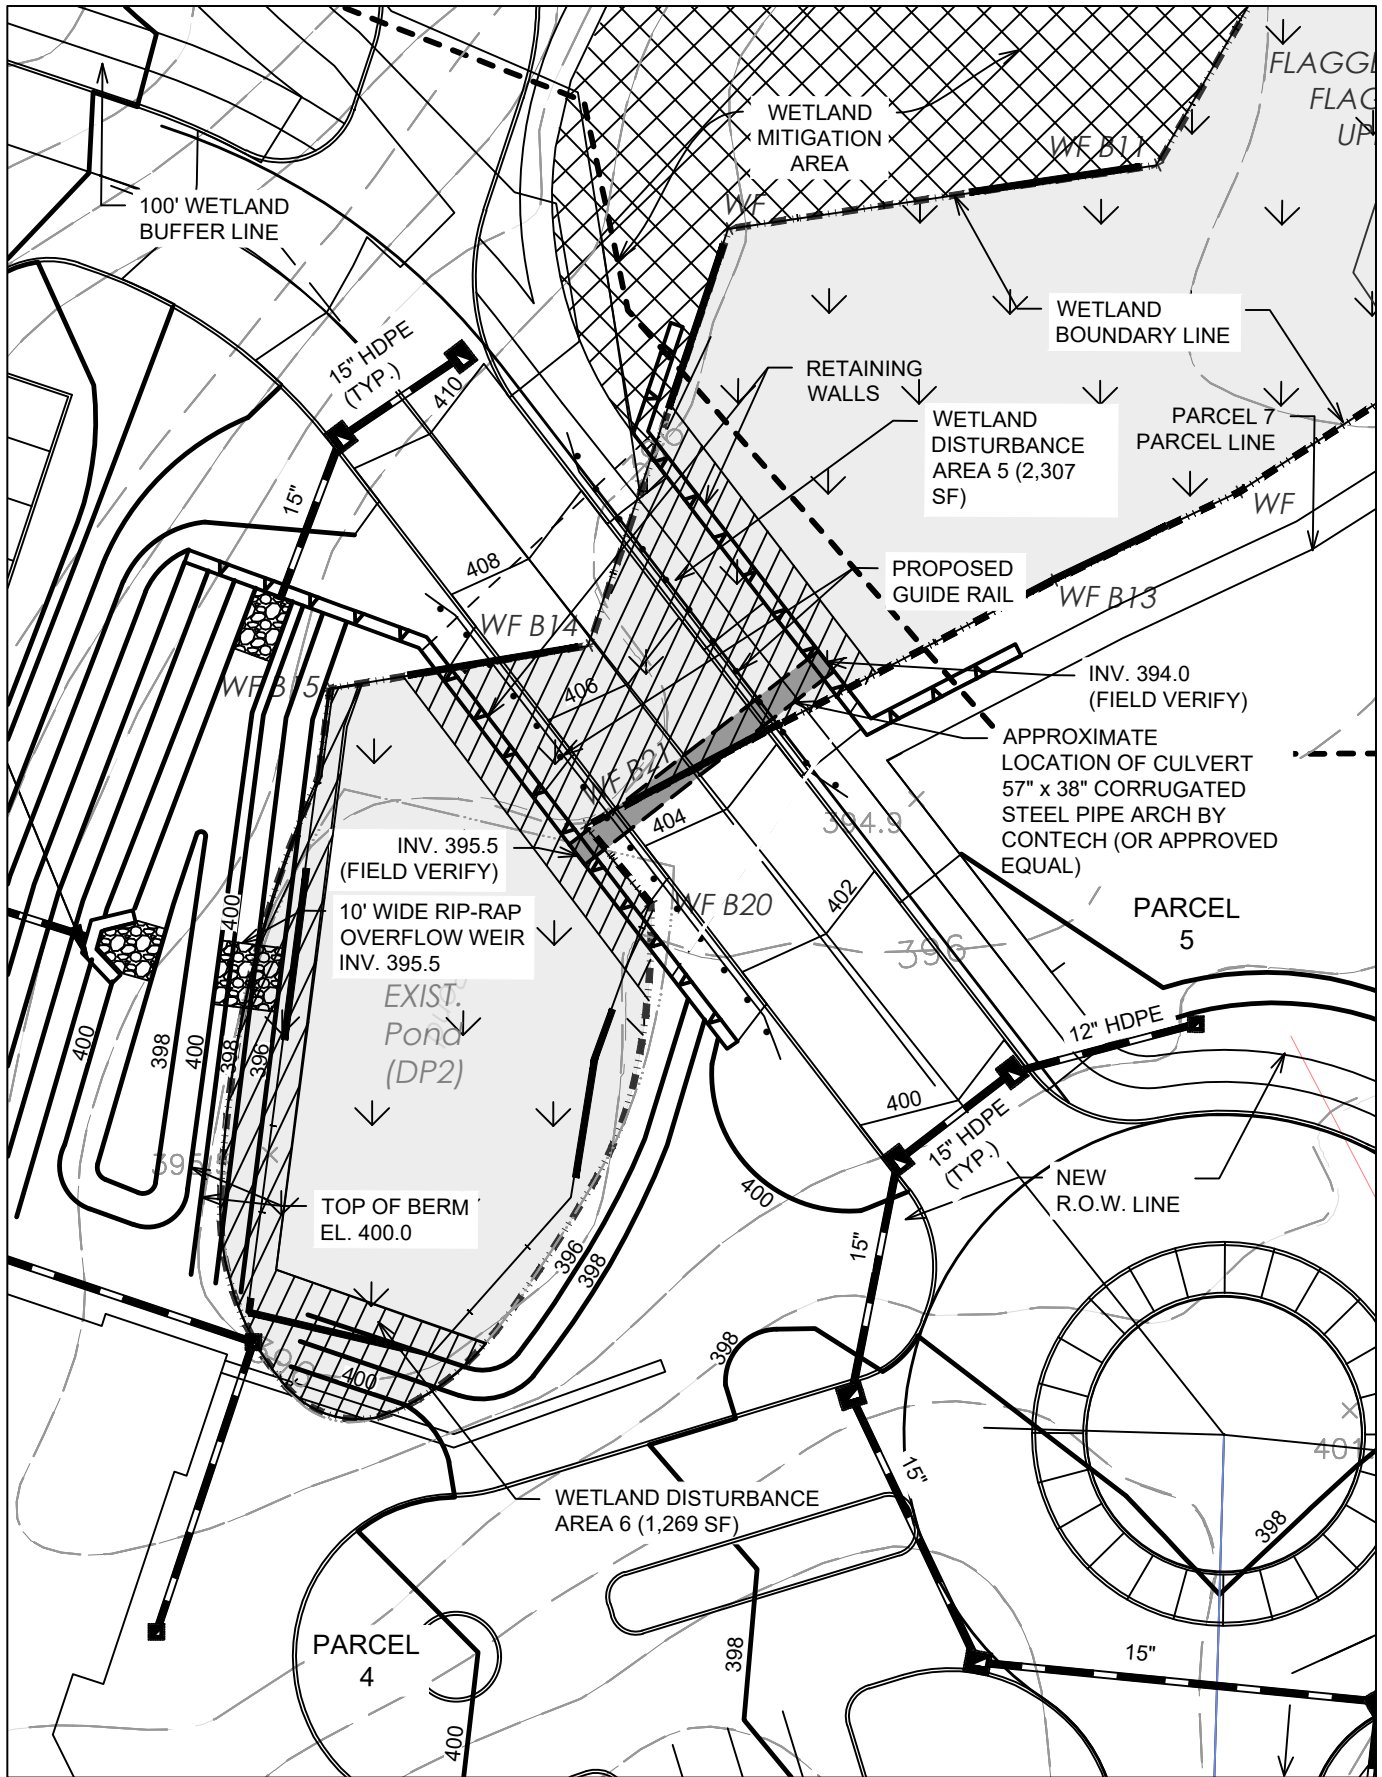 FLAGG
FLAG
UP
WETLAND
MITIGATION
AREA
WF B11
WF
100' WETLAND
BUFFER LINE
WETLAND
BOUNDARY LINE
15" HDPE
(TYP.)
410
RETAINING
WALLS
WETLAND
DISTURBANCE
AREA 5 (2,307
SF)
PARCEL 7
PARCEL LINE
WF
15"
408
PROPOSED
GUIDE RAIL
WF B13
WF B14
WF B15
406
INV. 394.0
(FIELD VERIFY)
APPROXIMATE
LOCATION OF CULVERT
57" x 38" CORRUGATED
STEEL PIPE ARCH BY
CONTECH (OR APPROVED
EQUAL)
WF B21
404
394.9
INV. 395.5
(FIELD VERIFY)
402
WF B20
400
10' WIDE RIP-RAP
OVERFLOW WEIR
INV. 395.5
396
PARCEL
5
EXIST.
Pond
(DP2)
400
398
400
398
396
12" HDPE
400
15" HDPE
(TYP.)
395.5
400
NEW
R.O.W. LINE
TOP OF BERM
EL. 400.0
15"
396
398
398
400
401
15"
WETLAND DISTURBANCE
AREA 6 (1,269 SF)
398
PARCEL
4
398
15"
400